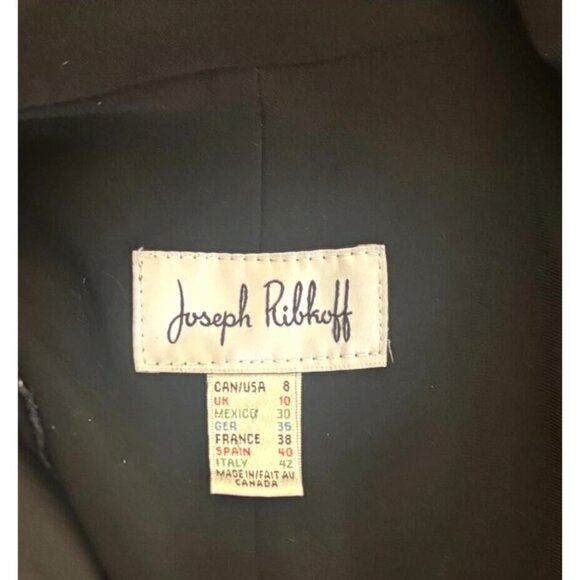 Joseph Ribkoff
CAN/USA 8
UK 10
MEXICO 30
GER 36
FRANCE 38
SPAIN 40
ITALY 42
MADE IN/FAIT AU
CANADA